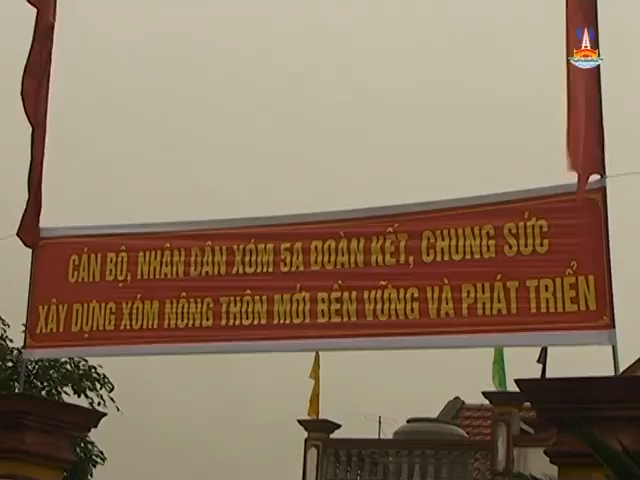 CÁN BỘ, NHÂN DÂN XÓM 5A ĐOÀN KẾT, CHUNG SỨC
XÂY DỰNG XÓM NÔNG THÔN MỚI BỀN VỮNG VÀ PHÁT TRIỂN